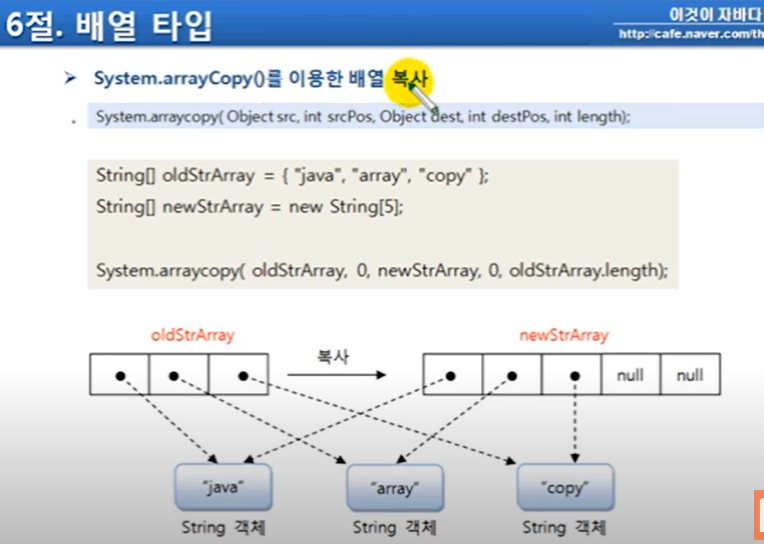 6절. 배열 타입
이것이 자바다
http://cafe.naver.com/th
➤ System.arrayCopy()를 이용한 배열 복사
System.arraycopy( Object src, int srcPos, Object dest, int destPos, int length);
String[] oldStrArray = { "java", "array", "copy" };
String[] newStrArray = new String[5];
System.arraycopy( oldStrArray, 0, newStrArray, 0, oldStrArray.length);
oldStrArray
newStrArray
복사
null null
"java" "array" "copy"
String 객체 String 객체 String 객체